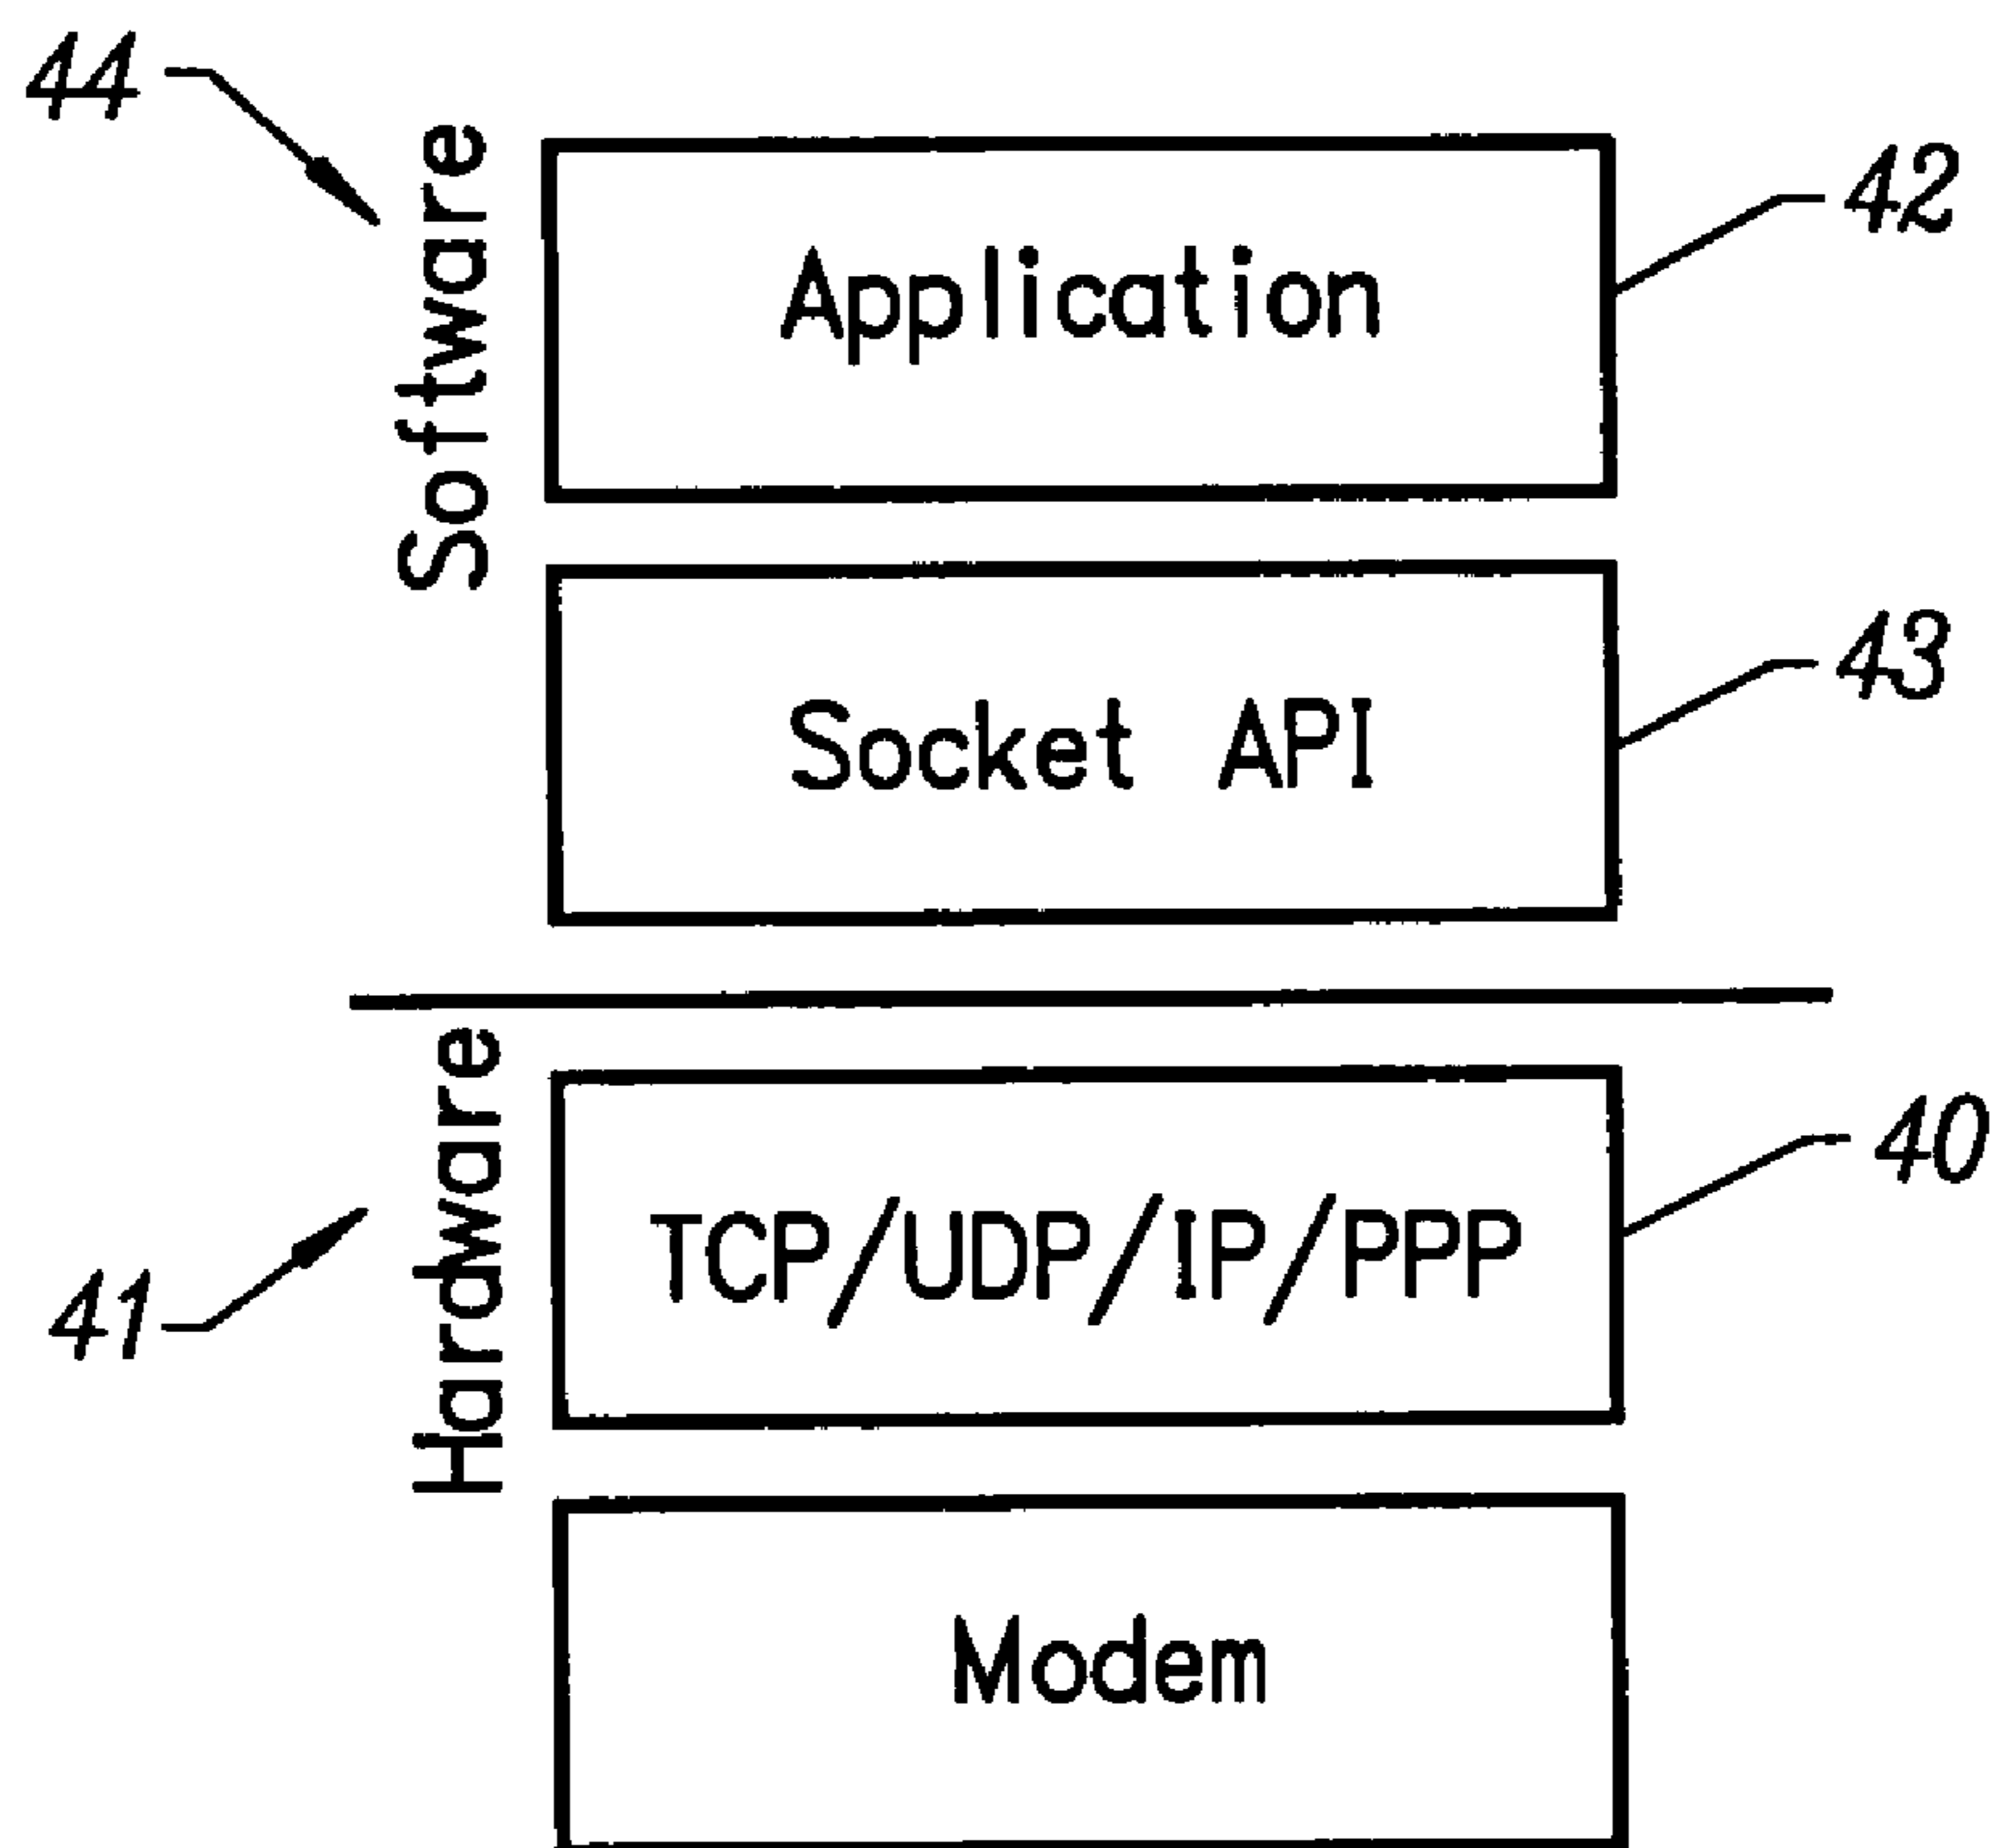 44
Software
Application
42
Socket API
43
Hardware
41
TCP/UDP/IP/PPP
40
Modem